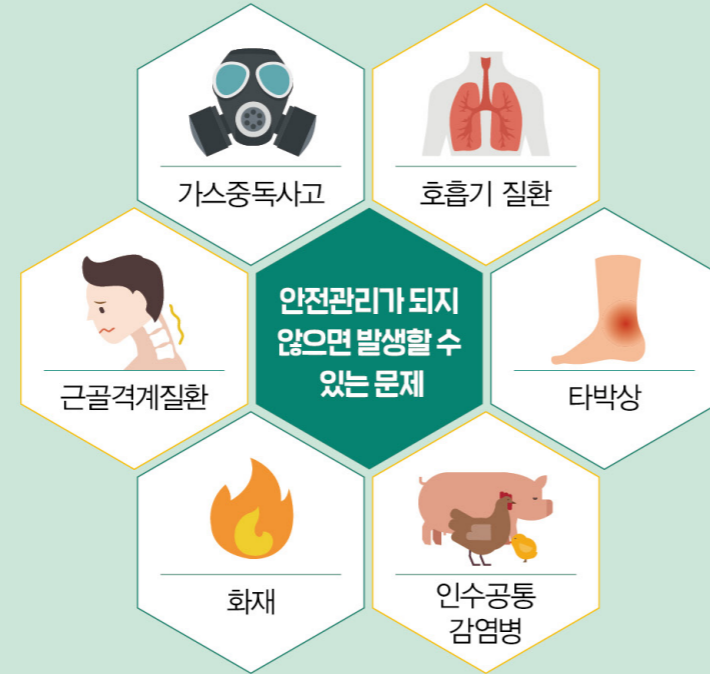 가스중독사고
호흡기 질환
근골격계질환
안전관리가 되지
않으면 발생할 수
있는 문제
타박상
화재
인수공통
감염병